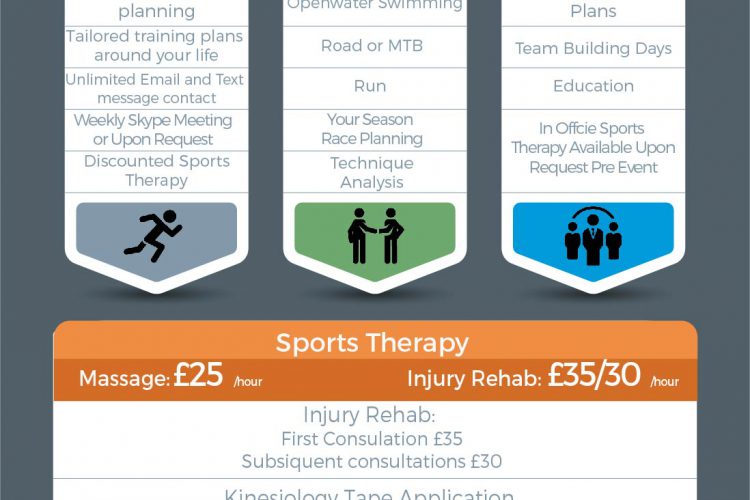 planning
Tailored training plans
around your life
Unlimited Email and Text
message contact
Weekly Skype Meeting
or Upon Request
Discounted Sports
Therapy
Openwater Swimming
Road or MTB
Run
Your Season
Race Planning
Technique
Analysis
Plans
Team Building Days
Education
In Offcie Sports
Therapy Available Upon
Request Pre Event
Sports Therapy
Massage: £25 /hour
Injury Rehab: £35/30 /hour
Injury Rehab:
First Consulation £35
Subsiquent consultations £30
Kinesiology Tape Application